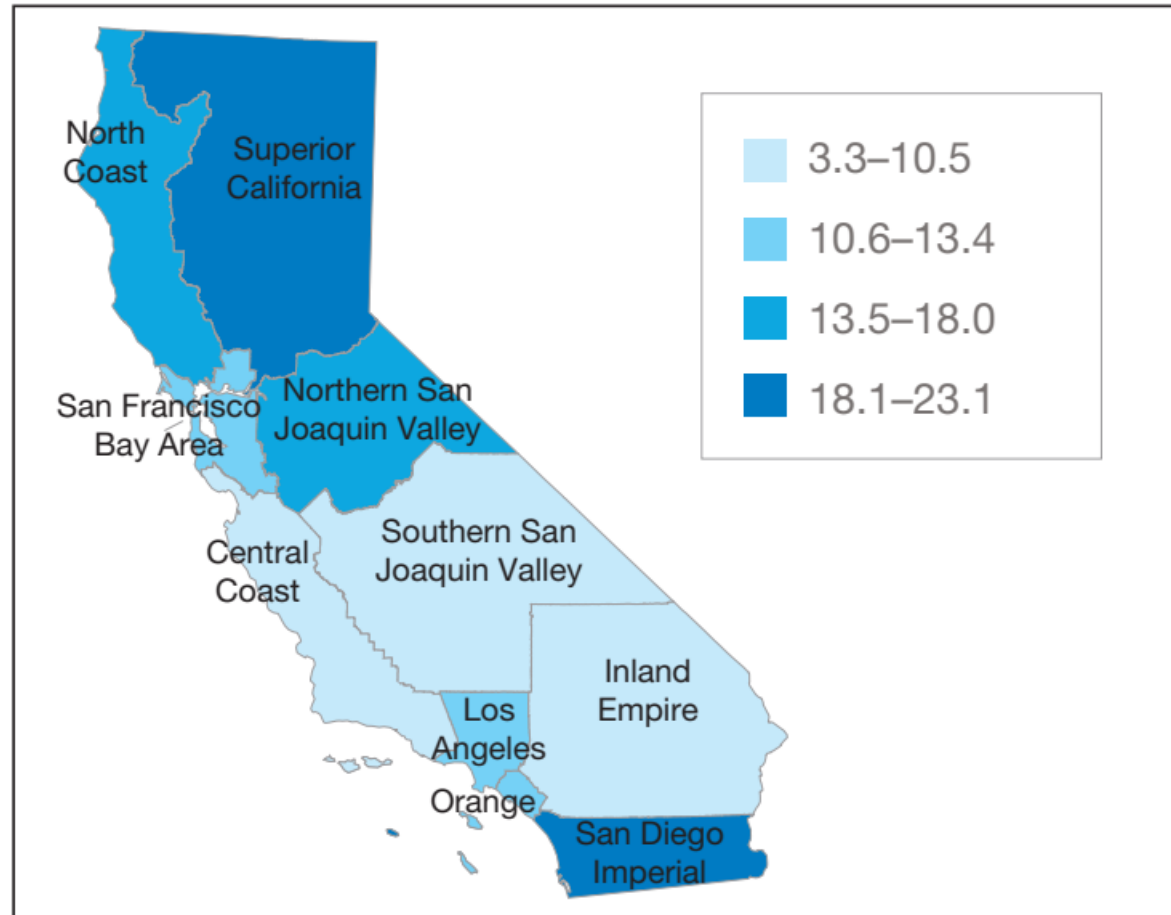 North
Coast
Superior
California
San Francisco
Bay Area
Northern San
Joaquin Valley
Central
Coast
Southern San
Joaquin Valley
Inland
Empire
Los
Angeles
Orange
San Diego
Imperial
3.3–10.5
10.6–13.4
13.5–18.0
18.1–23.1